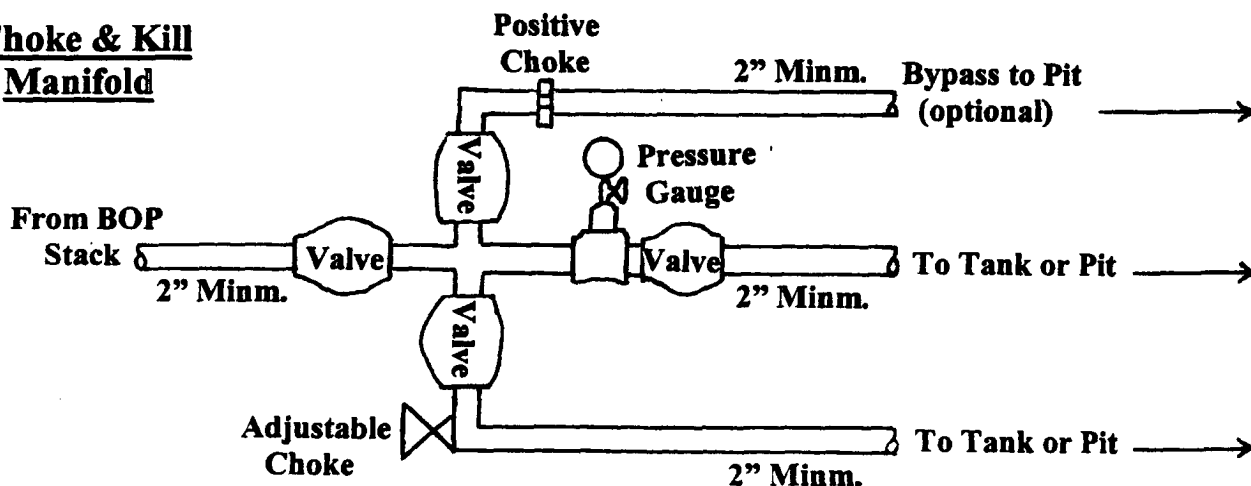 hoke & Kill
Manifold
Positive
Choke
2” Minm.
Bypass to Pit
(optional)
Valve
Pressure
Gauge
From BOP
Stack
Valve
Valve
To Tank or Pit
2” Minm.
2” Minm.
Valve
Adjustable
Choke
To Tank or Pit
2” Minm.